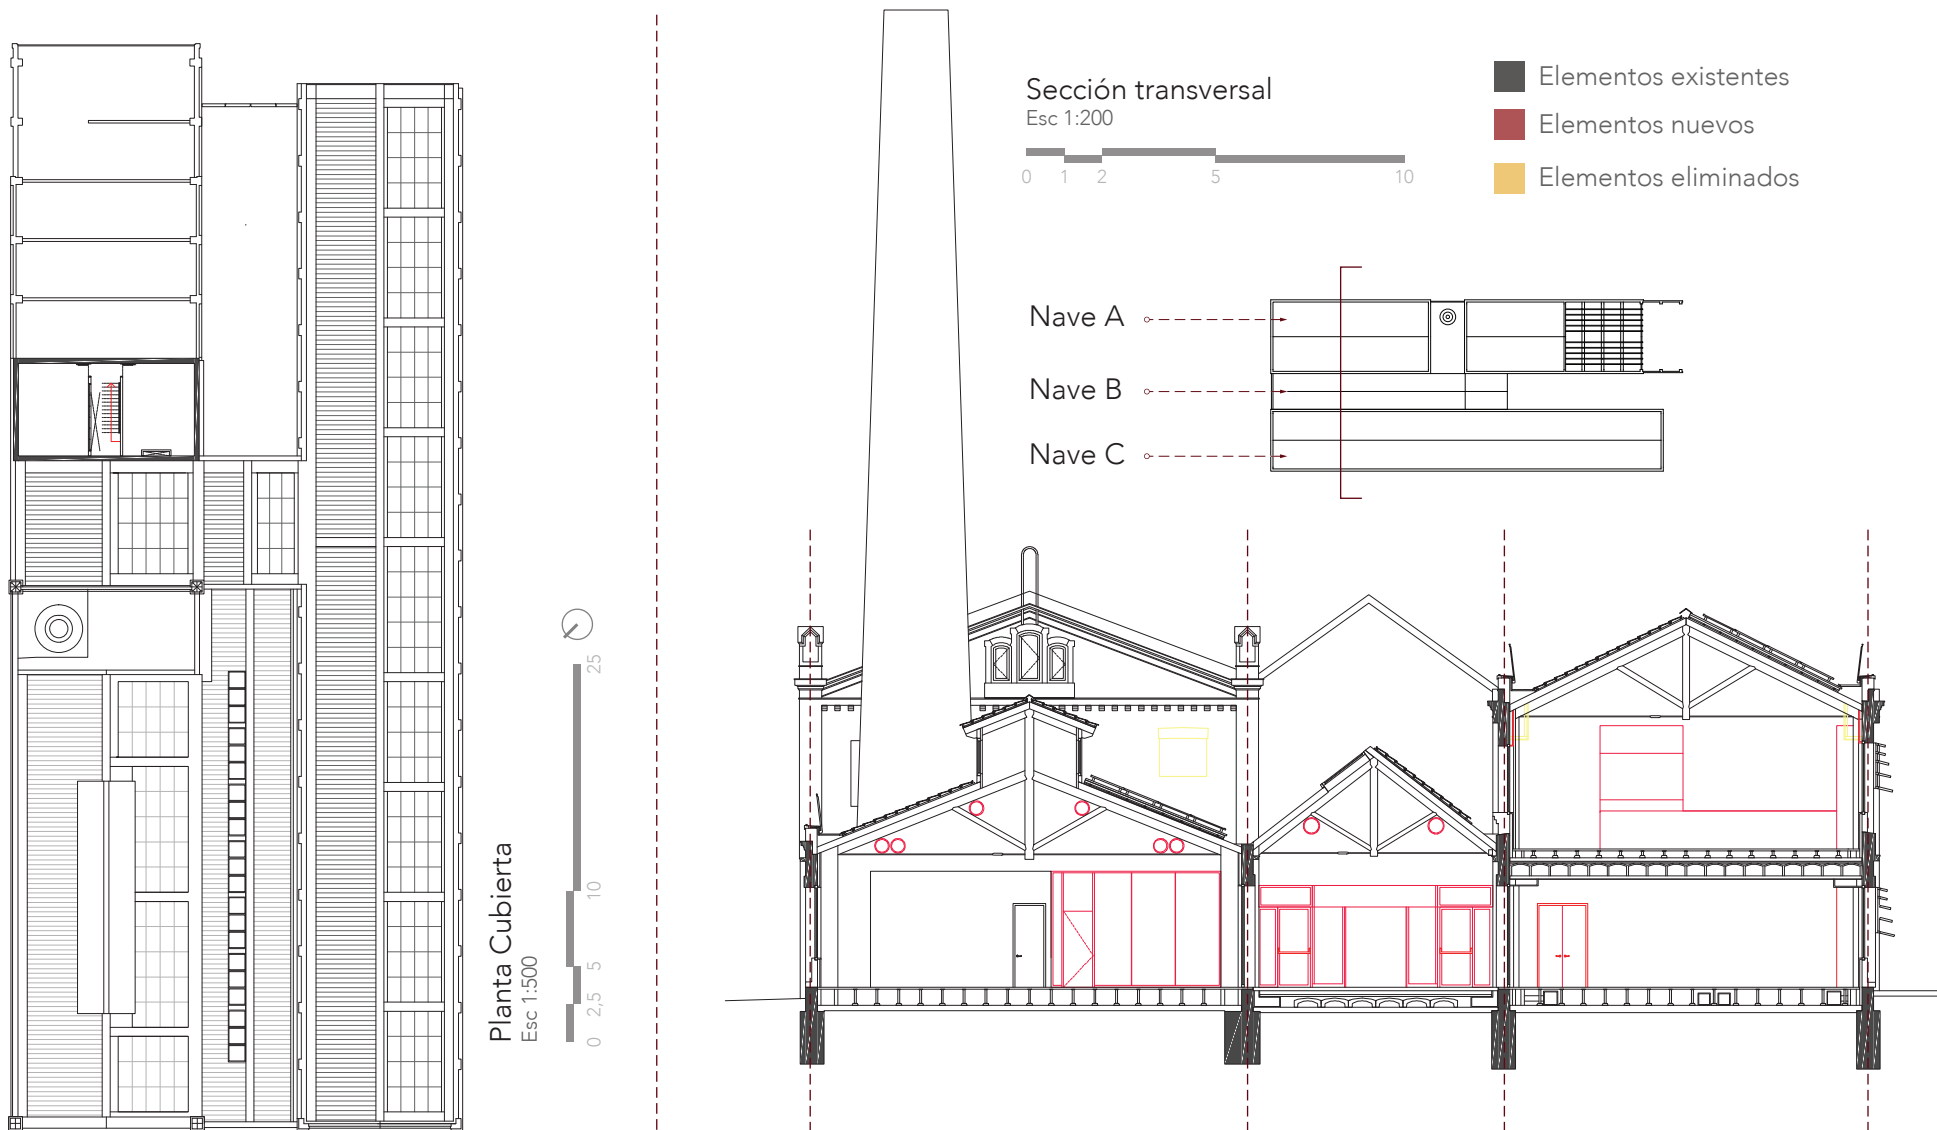 Sección transversal
Esc 1:200
0 1 2 5 10
Elementos existentes
Elementos nuevos
Elementos eliminados
Nave A
Nave B
Nave C
Planta Cubierta
Esc 1:500
0 2,5 5 10 25